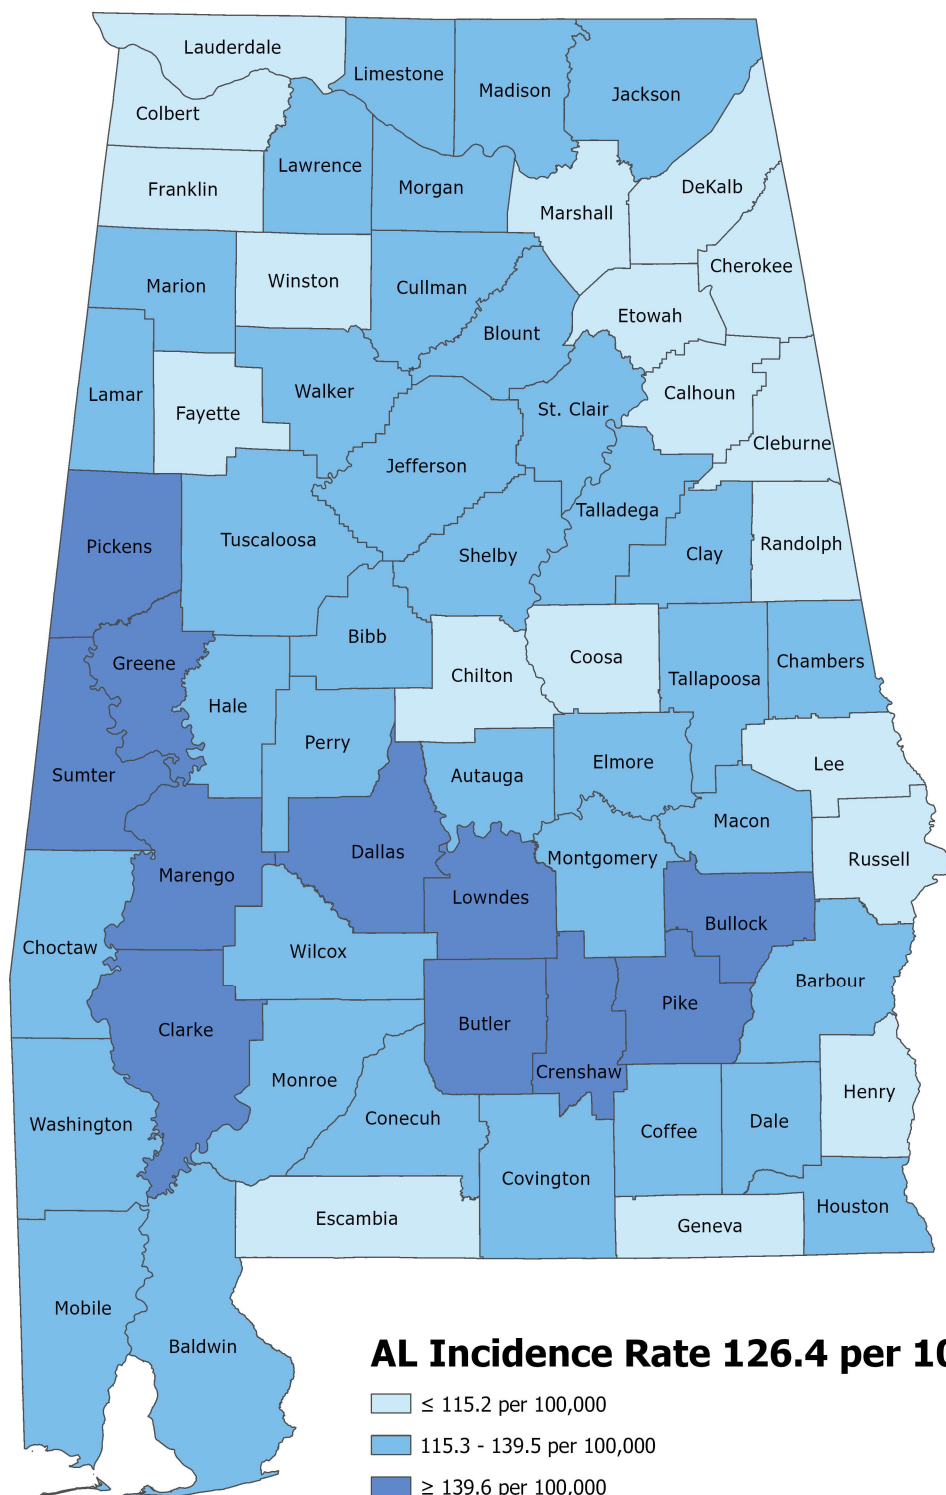 Lauderdale
Limestone
Madison
Jackson
Colbert
Lawrence
Franklin
Morgan
DeKalb
Marshall
Cherokee
Marion
Winston
Cullman
Etowah
Blount
Lamar
Walker
Calhoun
Fayette
St. Clair
Cleburne
Jefferson
Talladega
Pickens
Tuscaloosa
Shelby
Clay
Randolph
Bibb
Greene
Chilton
Coosa
Tallapoosa
Chambers
Hale
Perry
Sumter
Autauga
Elmore
Lee
Macon
Dallas
Montgomery
Russell
Marengo
Lowndes
Bullock
Choctaw
Wilcox
Barbour
Clarke
Butler
Pike
Crenshaw
Monroe
Henry
Washington
Conecuh
Coffee
Dale
Covington
Houston
Escambia
Geneva
Mobile
Baldwin
AL Incidence Rate 126.4 per 10
≤ 115.2 per 100,000
115.3 - 139.5 per 100,000
≥ 139.6 per 100,000